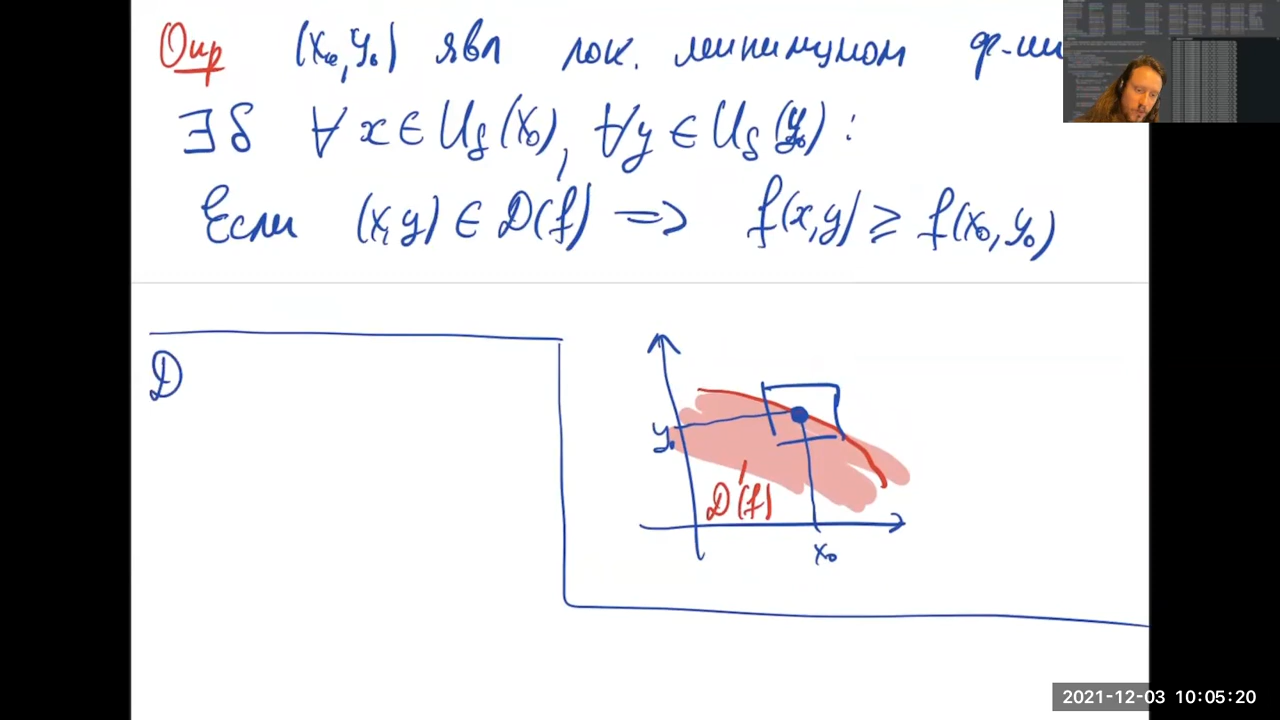 Опр (x₀, y₀) явл лок. минимумом ф-ии
∃ δ ∀ x ∈ U_δ(x₀), ∀y ∈ U_δ(y₀) :
Если (x, y) ∈ D(f) => f(x,y) ≥ f(x₀, y₀)
D
y₀
D(f)
x₀
2021-12-03 10:05:20